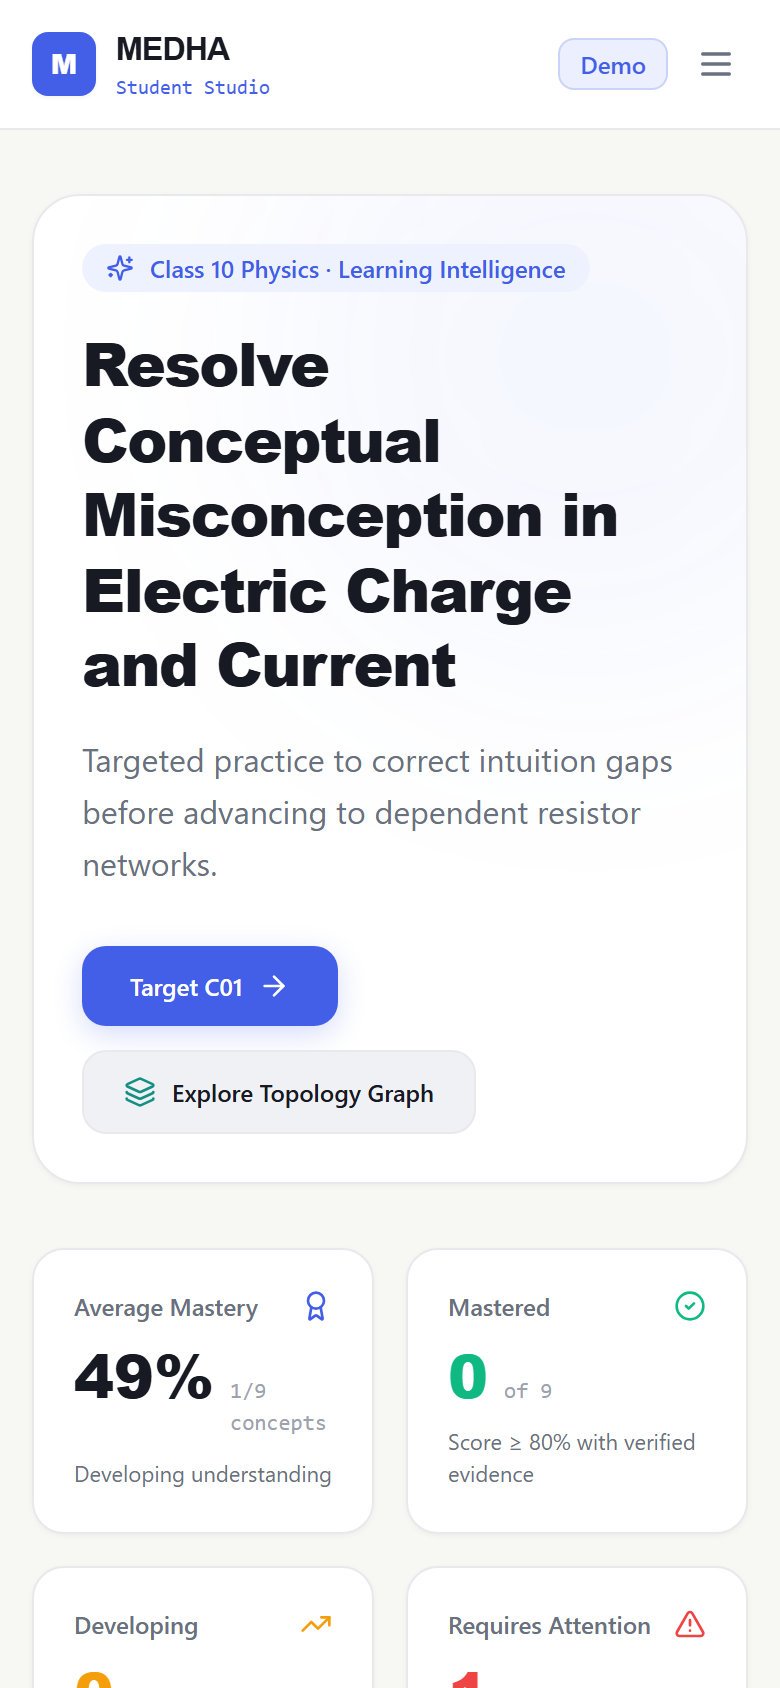 M
MEDHA
Student Studio
Demo
Class 10 Physics · Learning Intelligence
Resolve
Conceptual
Misconception in
Electric Charge
and Current
Targeted practice to correct intuition gaps
before advancing to dependent resistor
networks.
Target C01
Explore Topology Graph
Average Mastery
49% 1/9
concepts
Developing understanding
Mastered
0 of 9
Score ≥ 80% with verified
evidence
Developing
Requires Attention